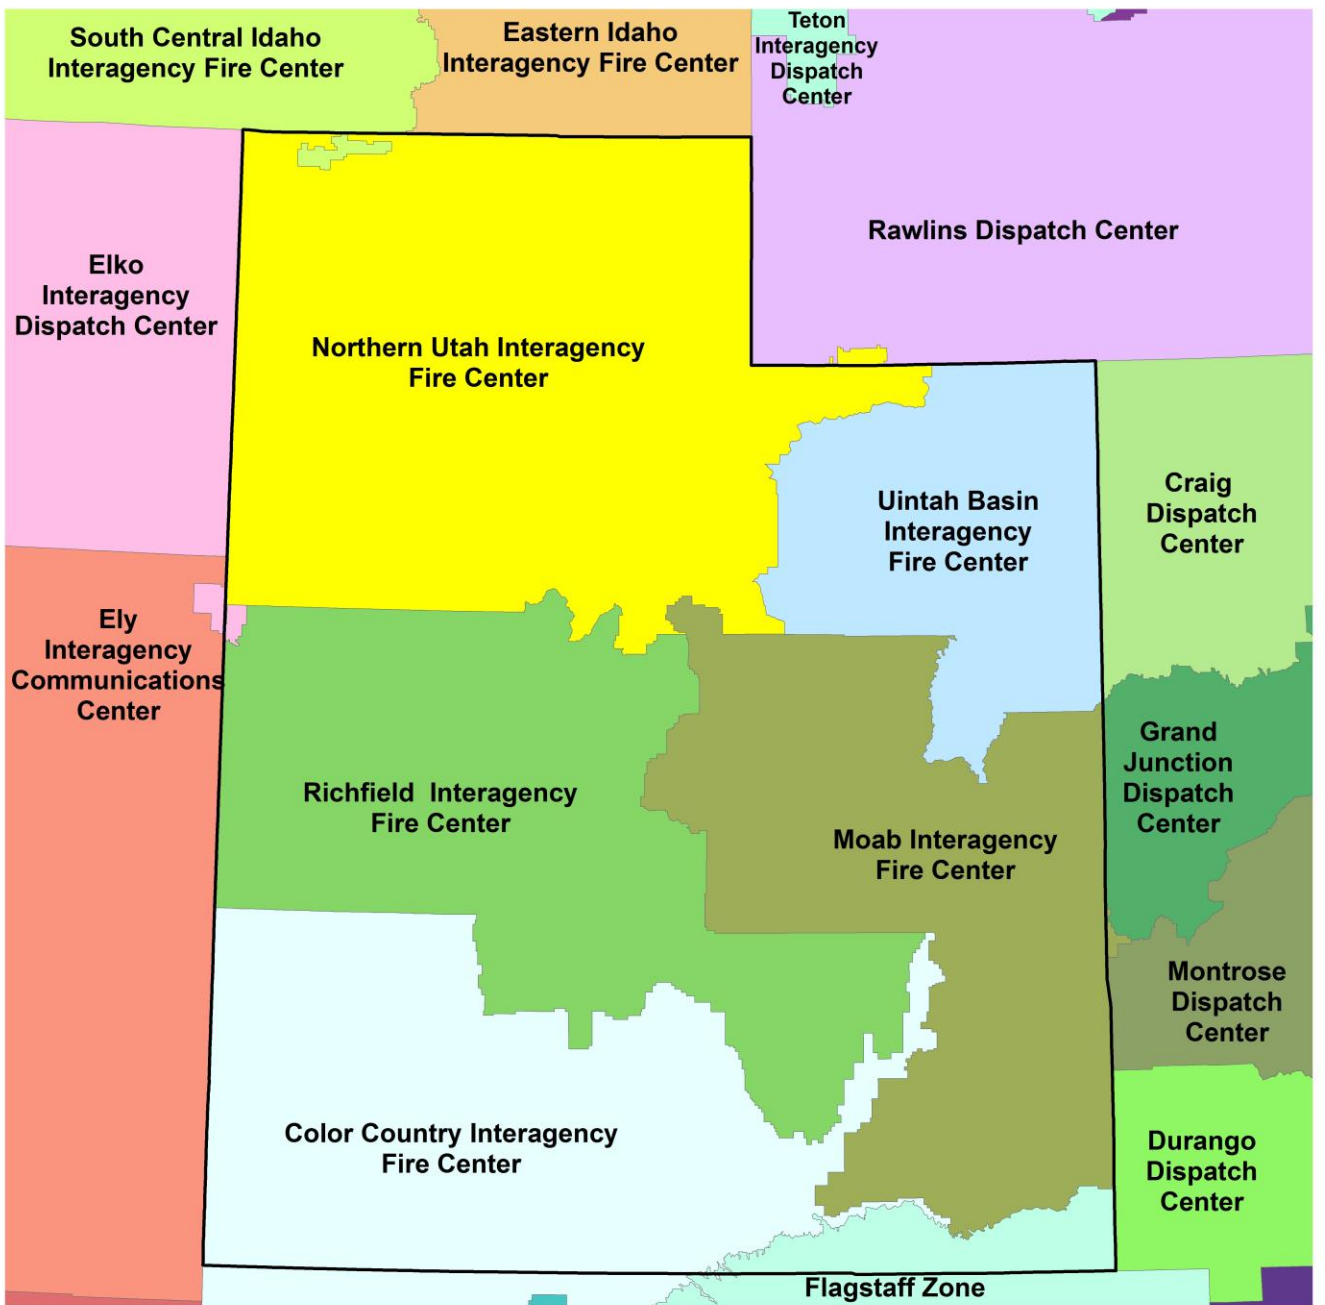 South Central Idaho
Interagency Fire Center
Eastern Idaho
Interagency Fire Center
Teton
Interagency
Dispatch
Center
Rawlins Dispatch Center
Elko
Interagency
Dispatch Center
Northern Utah Interagency
Fire Center
Uintah Basin
Interagency
Fire Center
Craig
Dispatch
Center
Ely
Interagency
Communications
Center
Richfield Interagency
Fire Center
Moab Interagency
Fire Center
Grand
Junction
Dispatch
Center
Montrose
Dispatch
Center
Color Country Interagency
Fire Center
Durango
Dispatch
Center
Flagstaff Zone